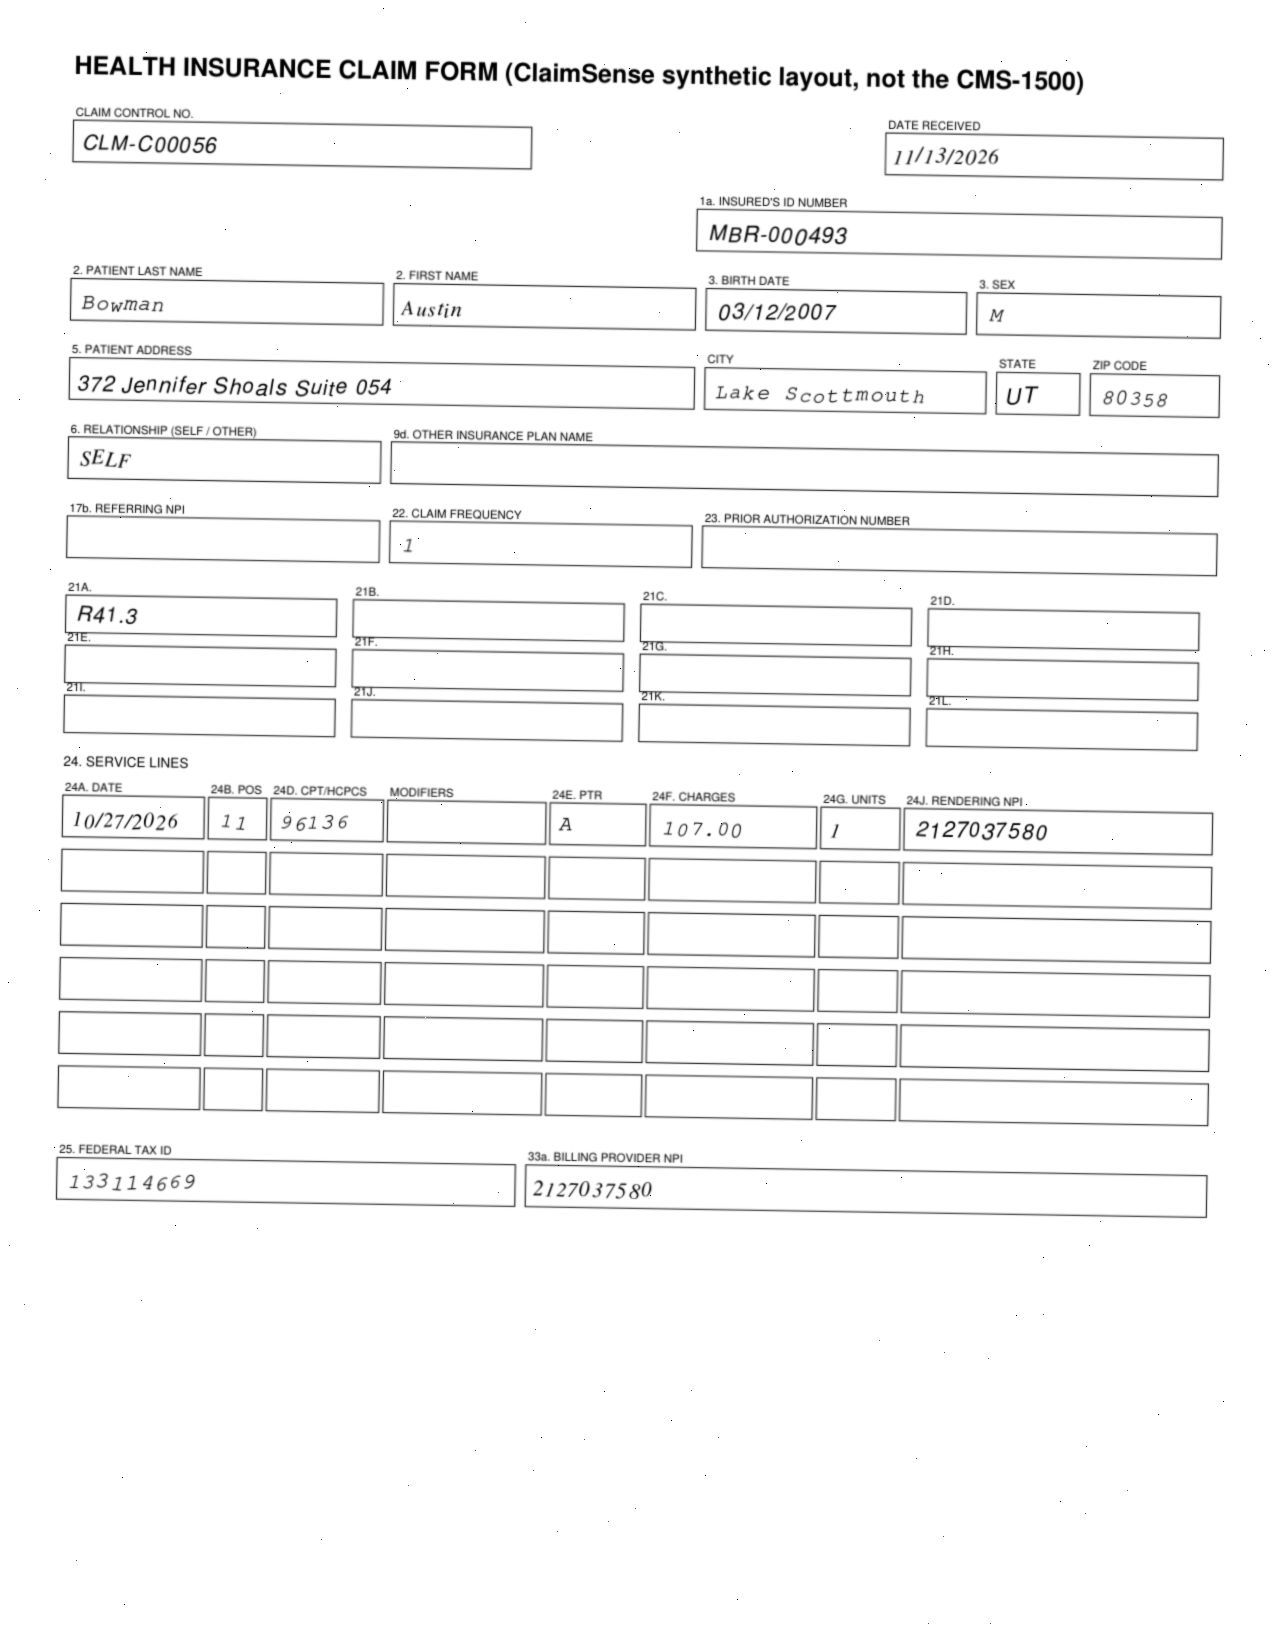 HEALTH INSURANCE CLAIM FORM (ClaimSense synthetic layout, not the CMS-1500)
CLAIM CONTROL NO.
CLM-C00056
DATE RECEIVED
11/13/2026
1a. INSURED'S ID NUMBER
MBR-000493
2. PATIENT LAST NAME 2. FIRST NAME 3. BIRTH DATE 3. SEX
Bowman Austin 03/12/2007 M
5. PATIENT ADDRESS CITY STATE ZIP CODE
372 Jennifer Shoals Suite 054 Lake Scottmouth UT 80358
6. RELATIONSHIP (SELF / OTHER) 9d. OTHER INSURANCE PLAN NAME
SELF
17b. REFERRING NPI 22. CLAIM FREQUENCY 23. PRIOR AUTHORIZATION NUMBER
1
21A. 21B. 21C. 21D.
R41.3
21E. 21F. 21G. 21H.
21I. 21J. 21K. 21L.
24. SERVICE LINES
24A. DATE 24B. POS 24D. CPT/HCPCS MODIFIERS 24E. PTR 24F. CHARGES 24G. UNITS 24J. RENDERING NPI
10/27/2026 11 96136 A 107.00 1 2127037580
25. FEDERAL TAX ID 33a. BILLING PROVIDER NPI
133114669 2127037580